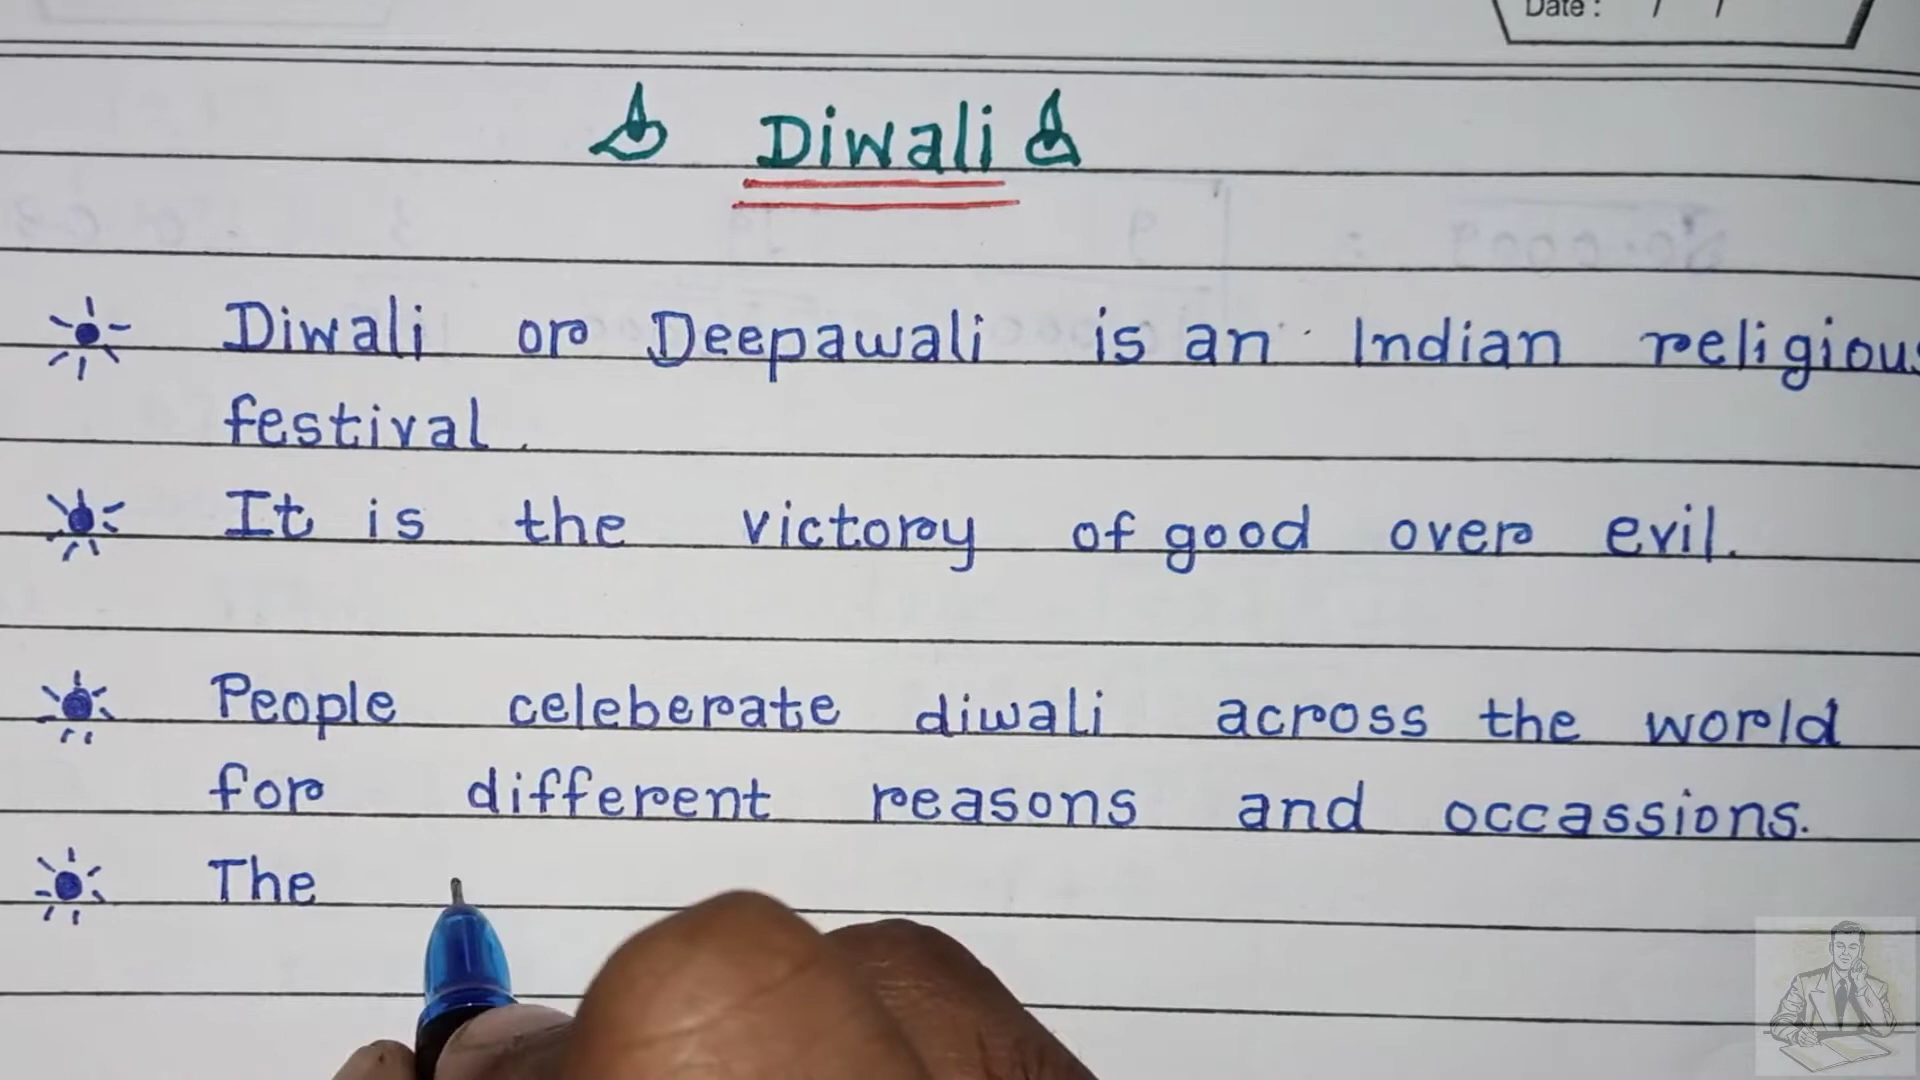 Date : / /
Diwali
Diwali or Deepawali is an Indian religious
festival.
It is the victory of good over evil.
People celeberate diwali across the world
for different reasons and occassions.
The